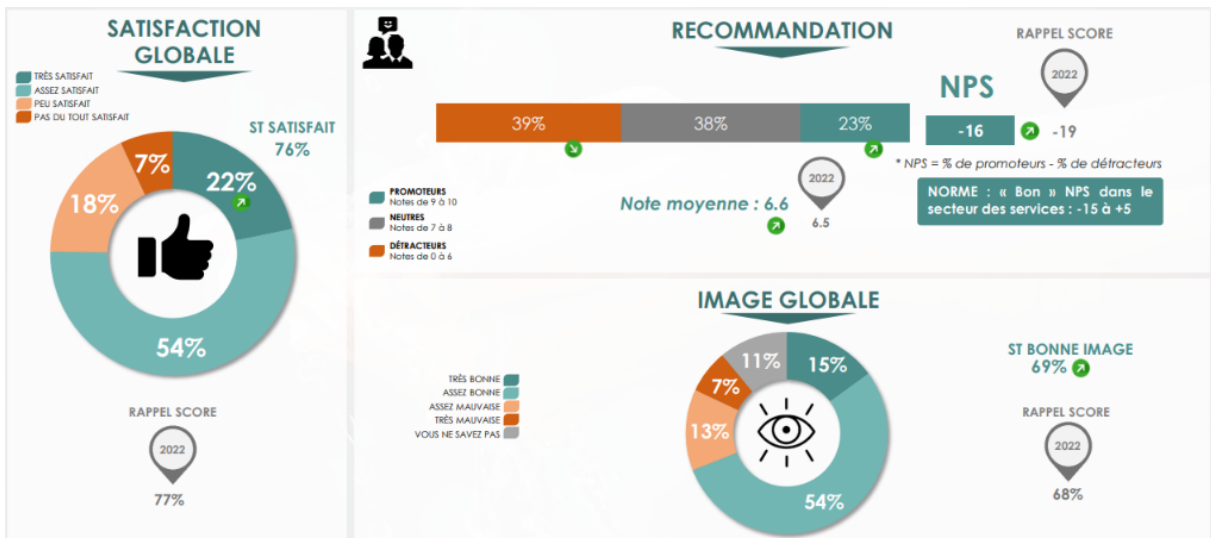 SATISFACTION
GLOBALE
TRÈS SATISFAIT
ASSEZ SATISFAIT
PEU SATISFAIT
PAS DU TOUT SATISFAIT
ST SATISFAIT
76%
7%
22%
18%
54%
RAPPEL SCORE
2022
77%
RECOMMANDATION
RAPPEL SCORE
2022
NPS
39%
38%
23%
-16
-19
* NPS = % de promoteurs - % de détracteurs
NORME : « Bon » NPS dans le
secteur des services : -15 à +5
PROMOTEURS
Notes de 9 à 10
NEUTRES
Notes de 7 à 8
DÉTRACTEURS
Notes de 0 à 6
Note moyenne : 6.6
2022
6.5
IMAGE GLOBALE
TRÈS BONNE
ASSEZ BONNE
ASSEZ MAUVAISE
TRÈS MAUVAISE
VOUS NE SAVEZ PAS
11%
15%
7%
13%
54%
ST BONNE IMAGE
69%
RAPPEL SCORE
2022
68%